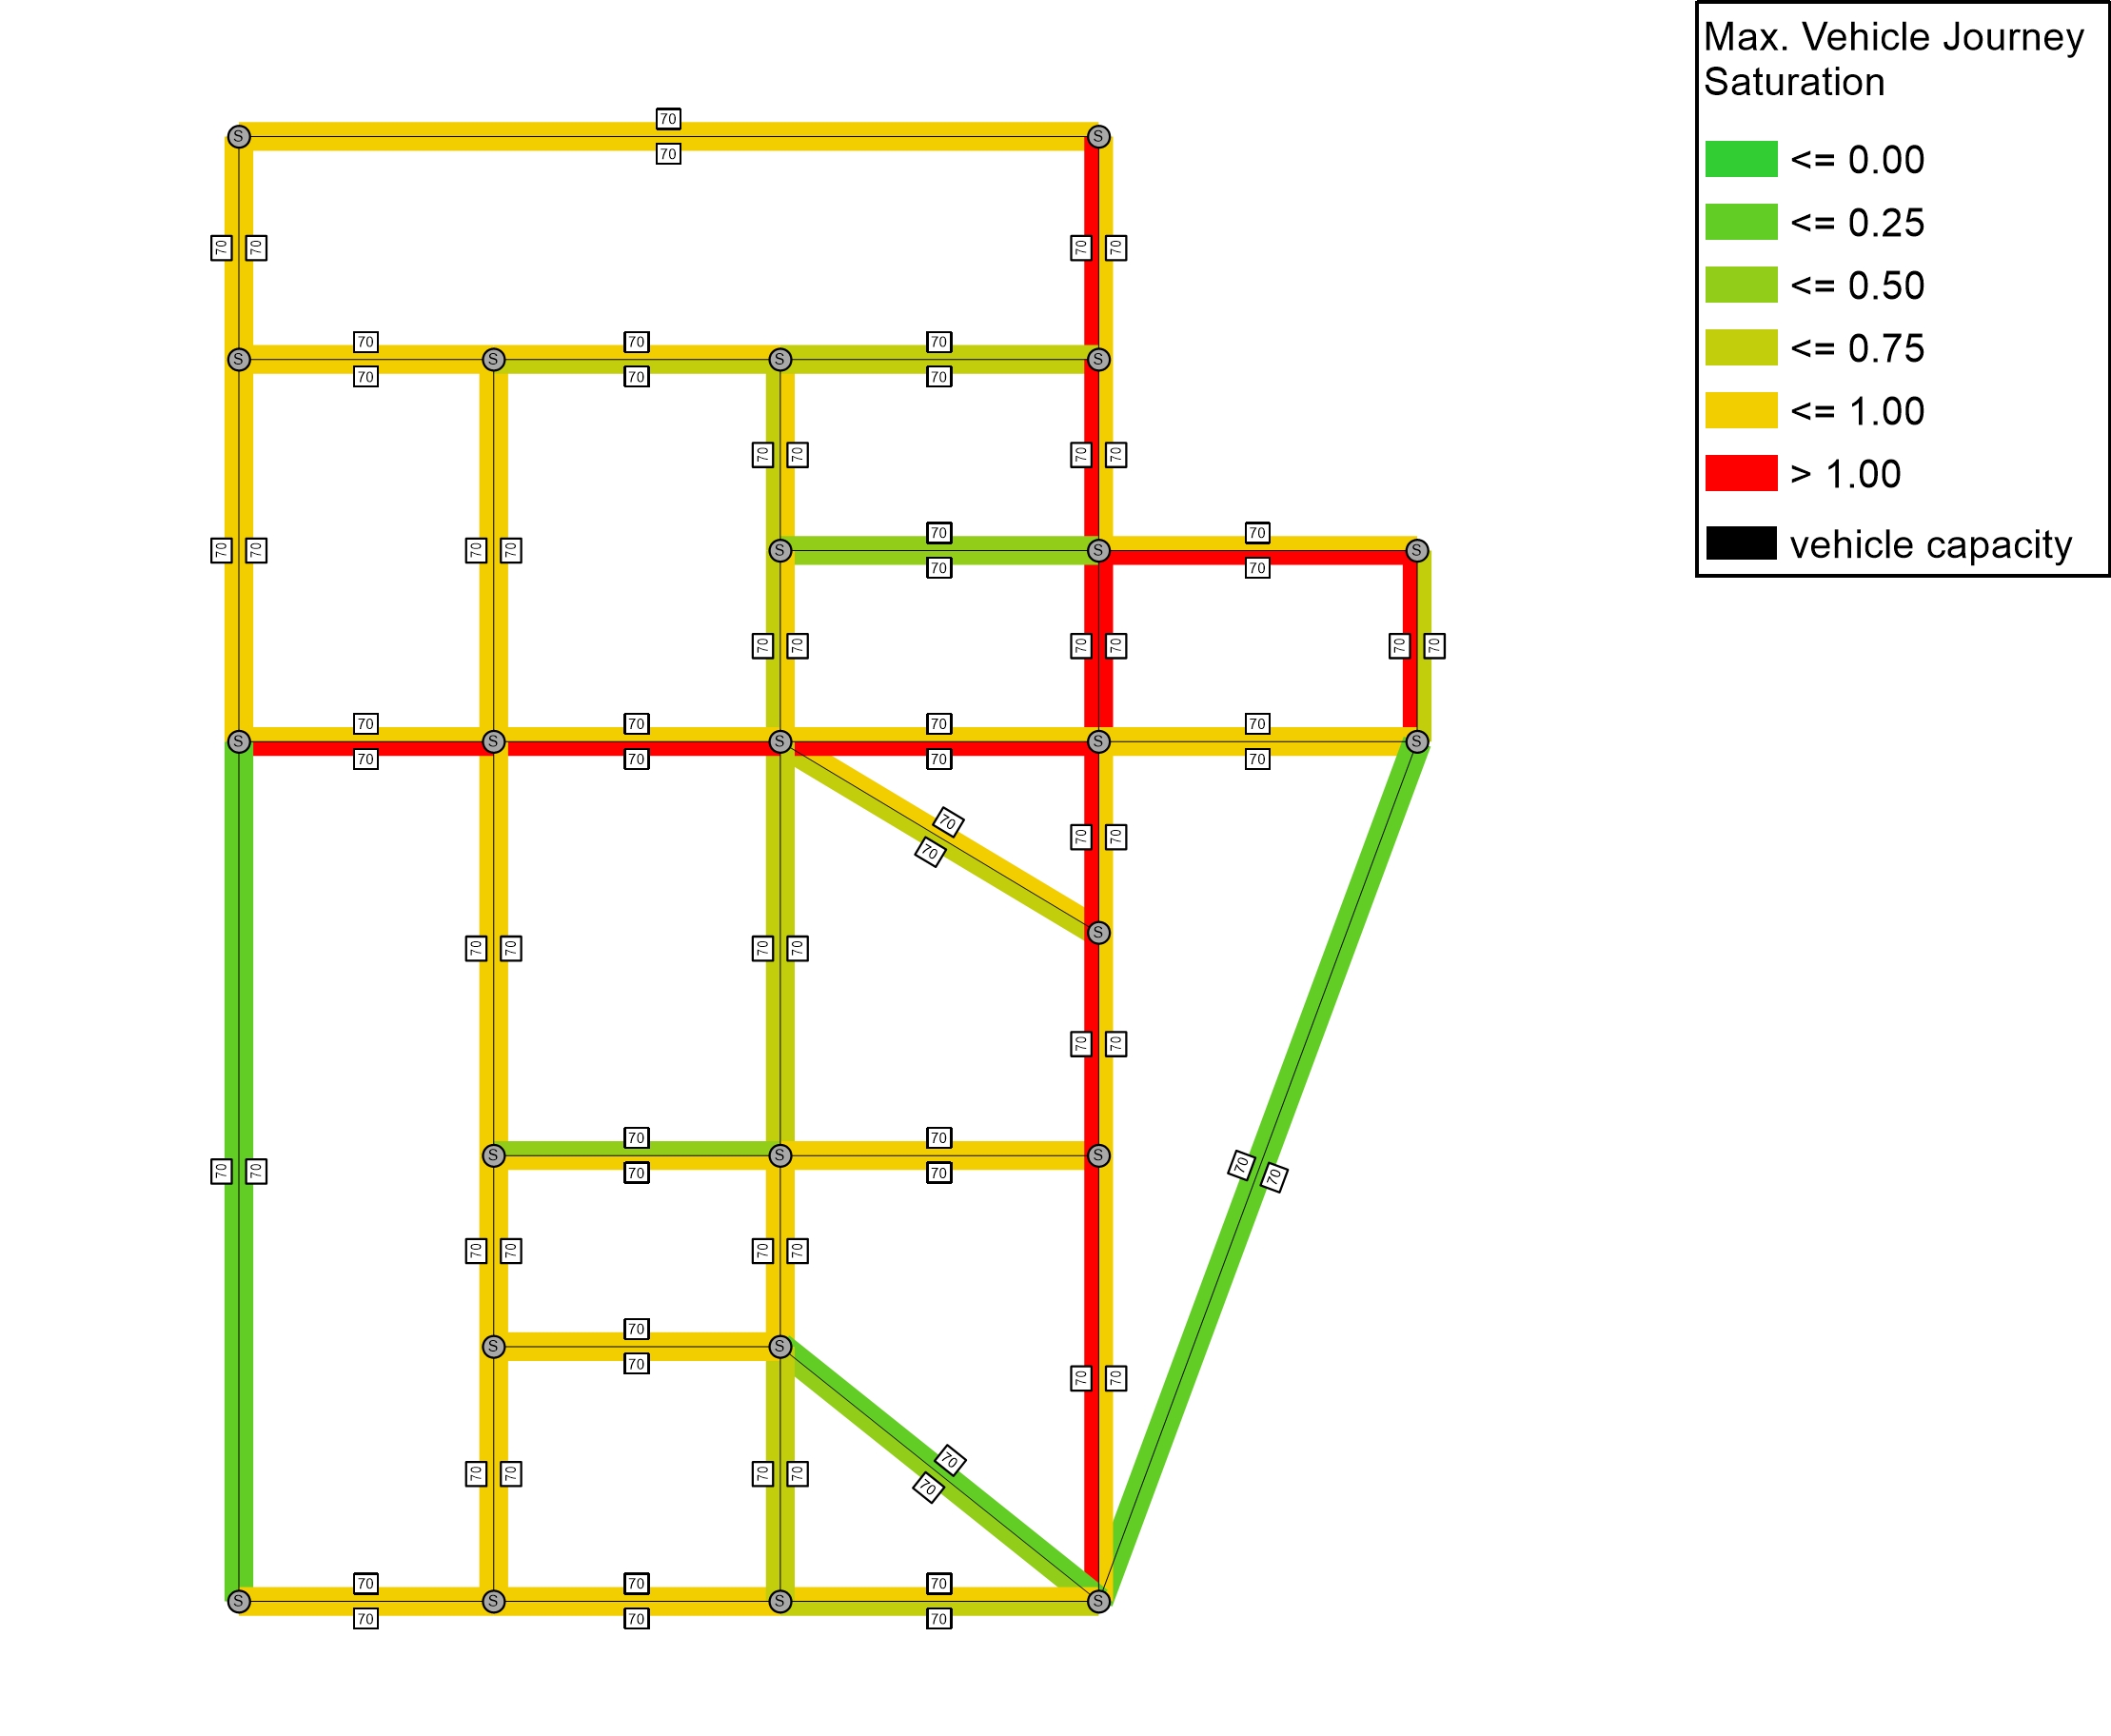 Max. Vehicle Journey
Saturation
<= 0.00
<= 0.25
<= 0.50
<= 0.75
<= 1.00
> 1.00
vehicle capacity
70
S S
70
70 70 70 70
70 70 70
S S S S
70 70 70
70 70 70 70
70 70
70 70 70 70 S S S
70 70
70 70 70 70 70 70
70 70 70 70
S S S S S
70 70 70 70
70
70 70
70
S
70 70 70 70
70 70
70 70
S S S
70 70 70 70
70 70
70 70 70 70
70
S S
70
70 70
70
70 70 70 70
70
70 70 70
S S S S
70 70 70